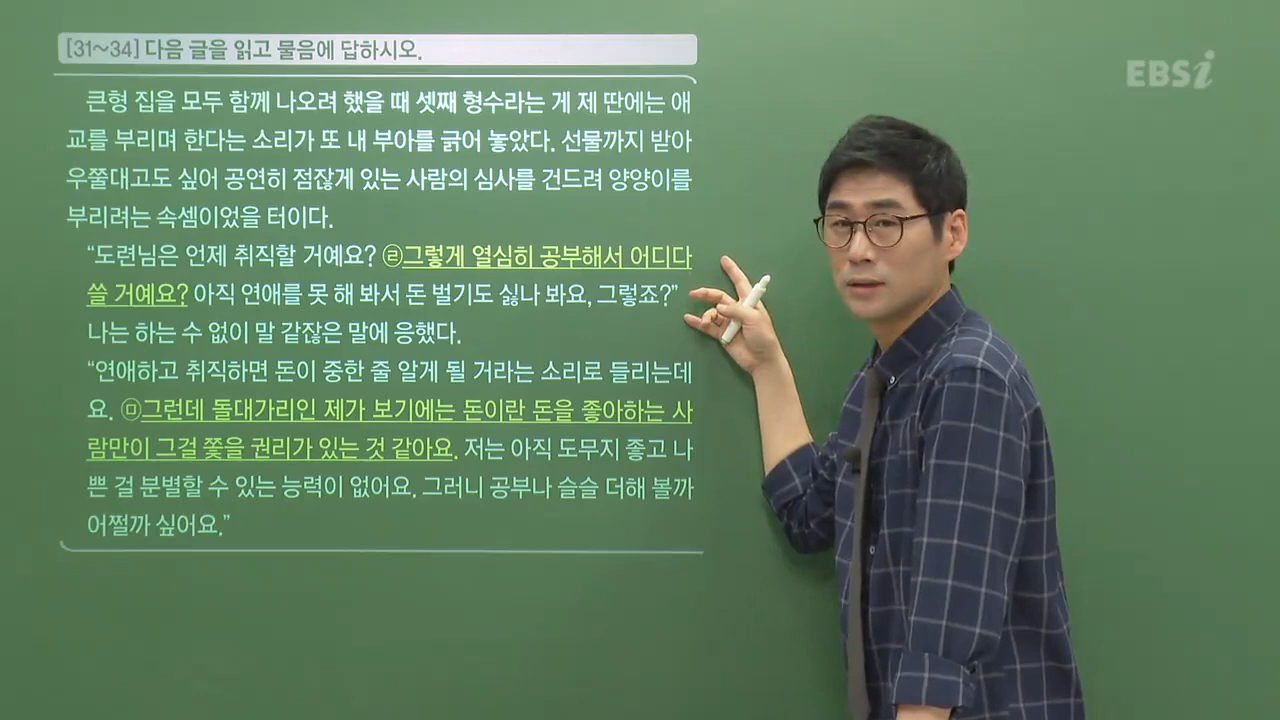 [31~34] 다음 글을 읽고 물음에 답하시오.
EBSi
큰형 집을 모두 함께 나오려 했을 때 셋째 형수라는 게 제 딴에는 애
교를 부리며 한다는 소리가 또 내 부아를 긁어 놓았다. 선물까지 받아
우쭐대고도 싶어 공연히 점잖게 있는 사람의 심사를 건드려 양양이를
부리려는 속셈이었을 터이다.
“도련님은 언제 취직할 거예요? ㉣그렇게 열심히 공부해서 어디다
쓸 거예요? 아직 연애를 못 해 봐서 돈 벌기도 싫나 봐요, 그렇죠?”
나는 하는 수 없이 말 같잖은 말에 응했다.
“연애하고 취직하면 돈이 중한 줄 알게 될 거라는 소리로 들리는데
요. ㉤그런데 돌대가리인 제가 보기에는 돈이란 돈을 좋아하는 사
람만이 그걸 쫓을 권리가 있는 것 같아요. 저는 아직 도무지 좋고 나
쁜 걸 분별할 수 있는 능력이 없어요. 그러니 공부나 슬슬 더해 볼까
어쩔까 싶어요.”